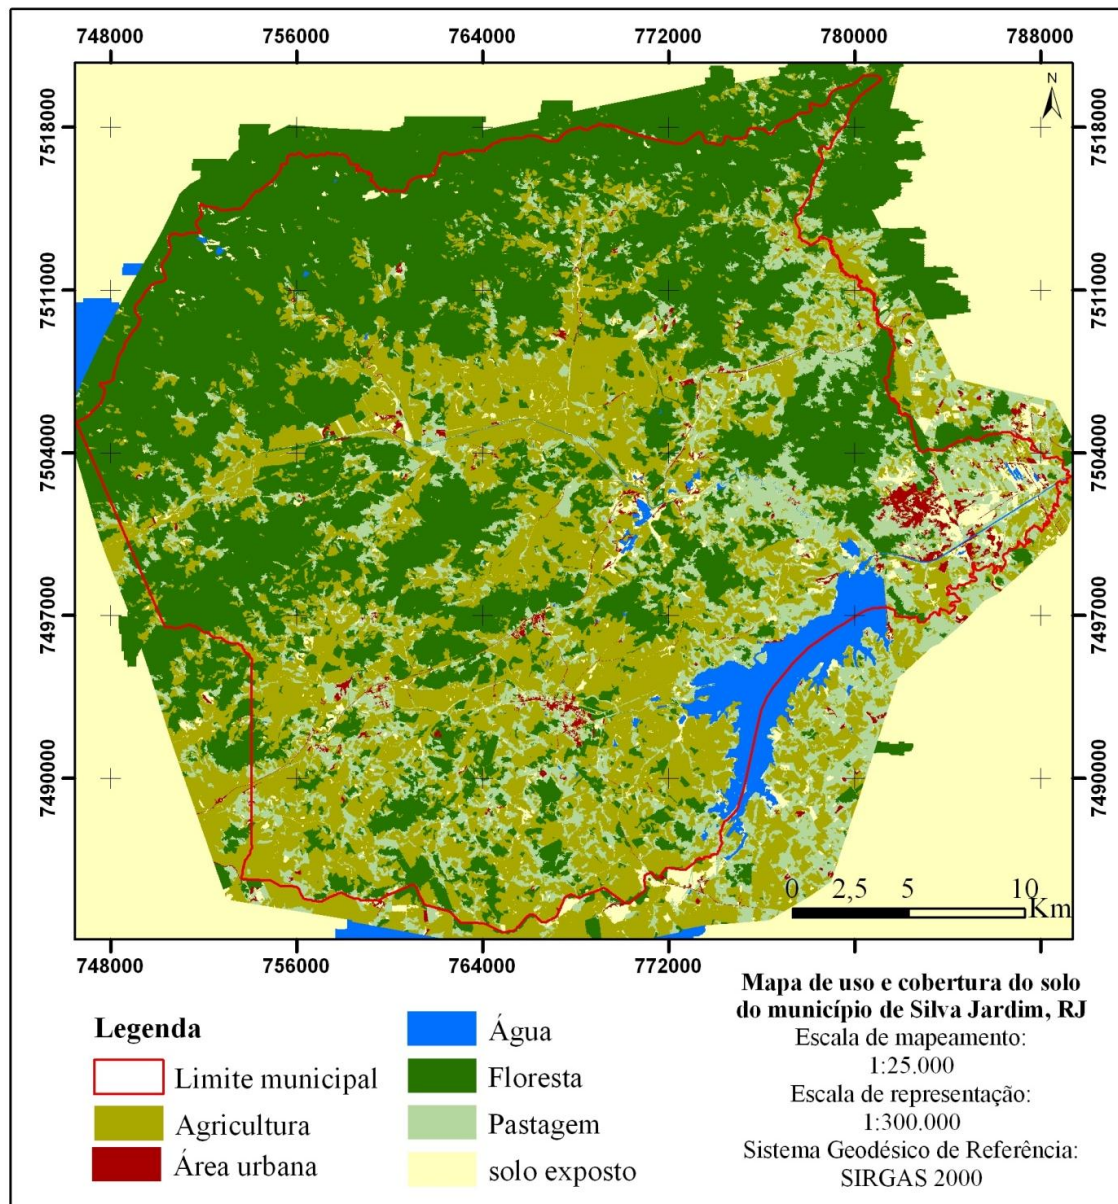 748000 756000 764000 772000 780000 788000
N
7518000 7518000
7511000 7511000
7504000 7504000
7497000 7497000
7490000 7490000
0 2,5 5 10
Km
748000 756000 764000 772000 780000 788000
Legenda
Limite municipal
Agricultura
Área urbana
Água
Floresta
Pastagem
solo exposto
Mapa de uso e cobertura do solo
do município de Silva Jardim, RJ
Escala de mapeamento:
1:25.000
Escala de representação:
1:300.000
Sistema Geodésico de Referência:
SIRGAS 2000